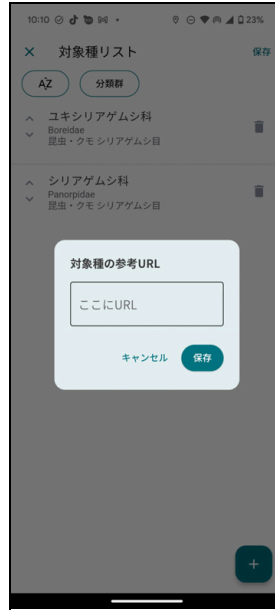 10:10 23%
対象種リスト 保存
AZ 分類群
ユキシリアゲムシ科
Boreidae
昆虫・クモ シリアゲムシ目
シリアゲムシ科
Panorpidae
昆虫・クモ シリアゲムシ目
対象種の参考URL
ここにURL
キャンセル 保存